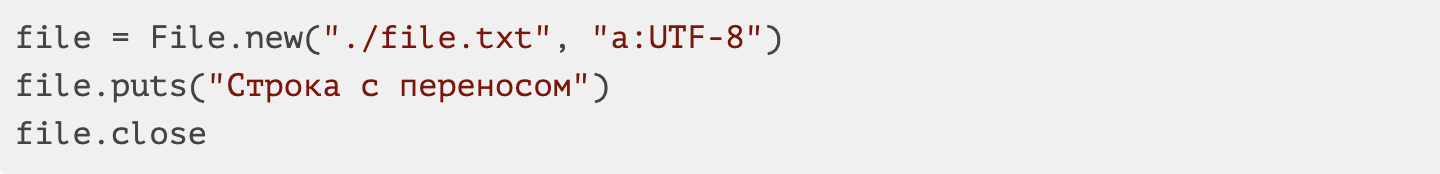 file = File.new("./file.txt", "a:UTF-8")
file.puts("Строка с переносом")
file.close